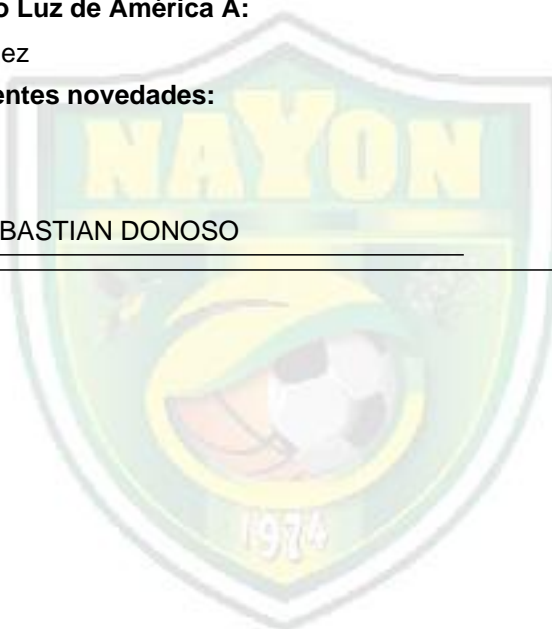 o Luz de América A:
ez
entes novedades:
NAYON
BASTIAN DONOSO
1974